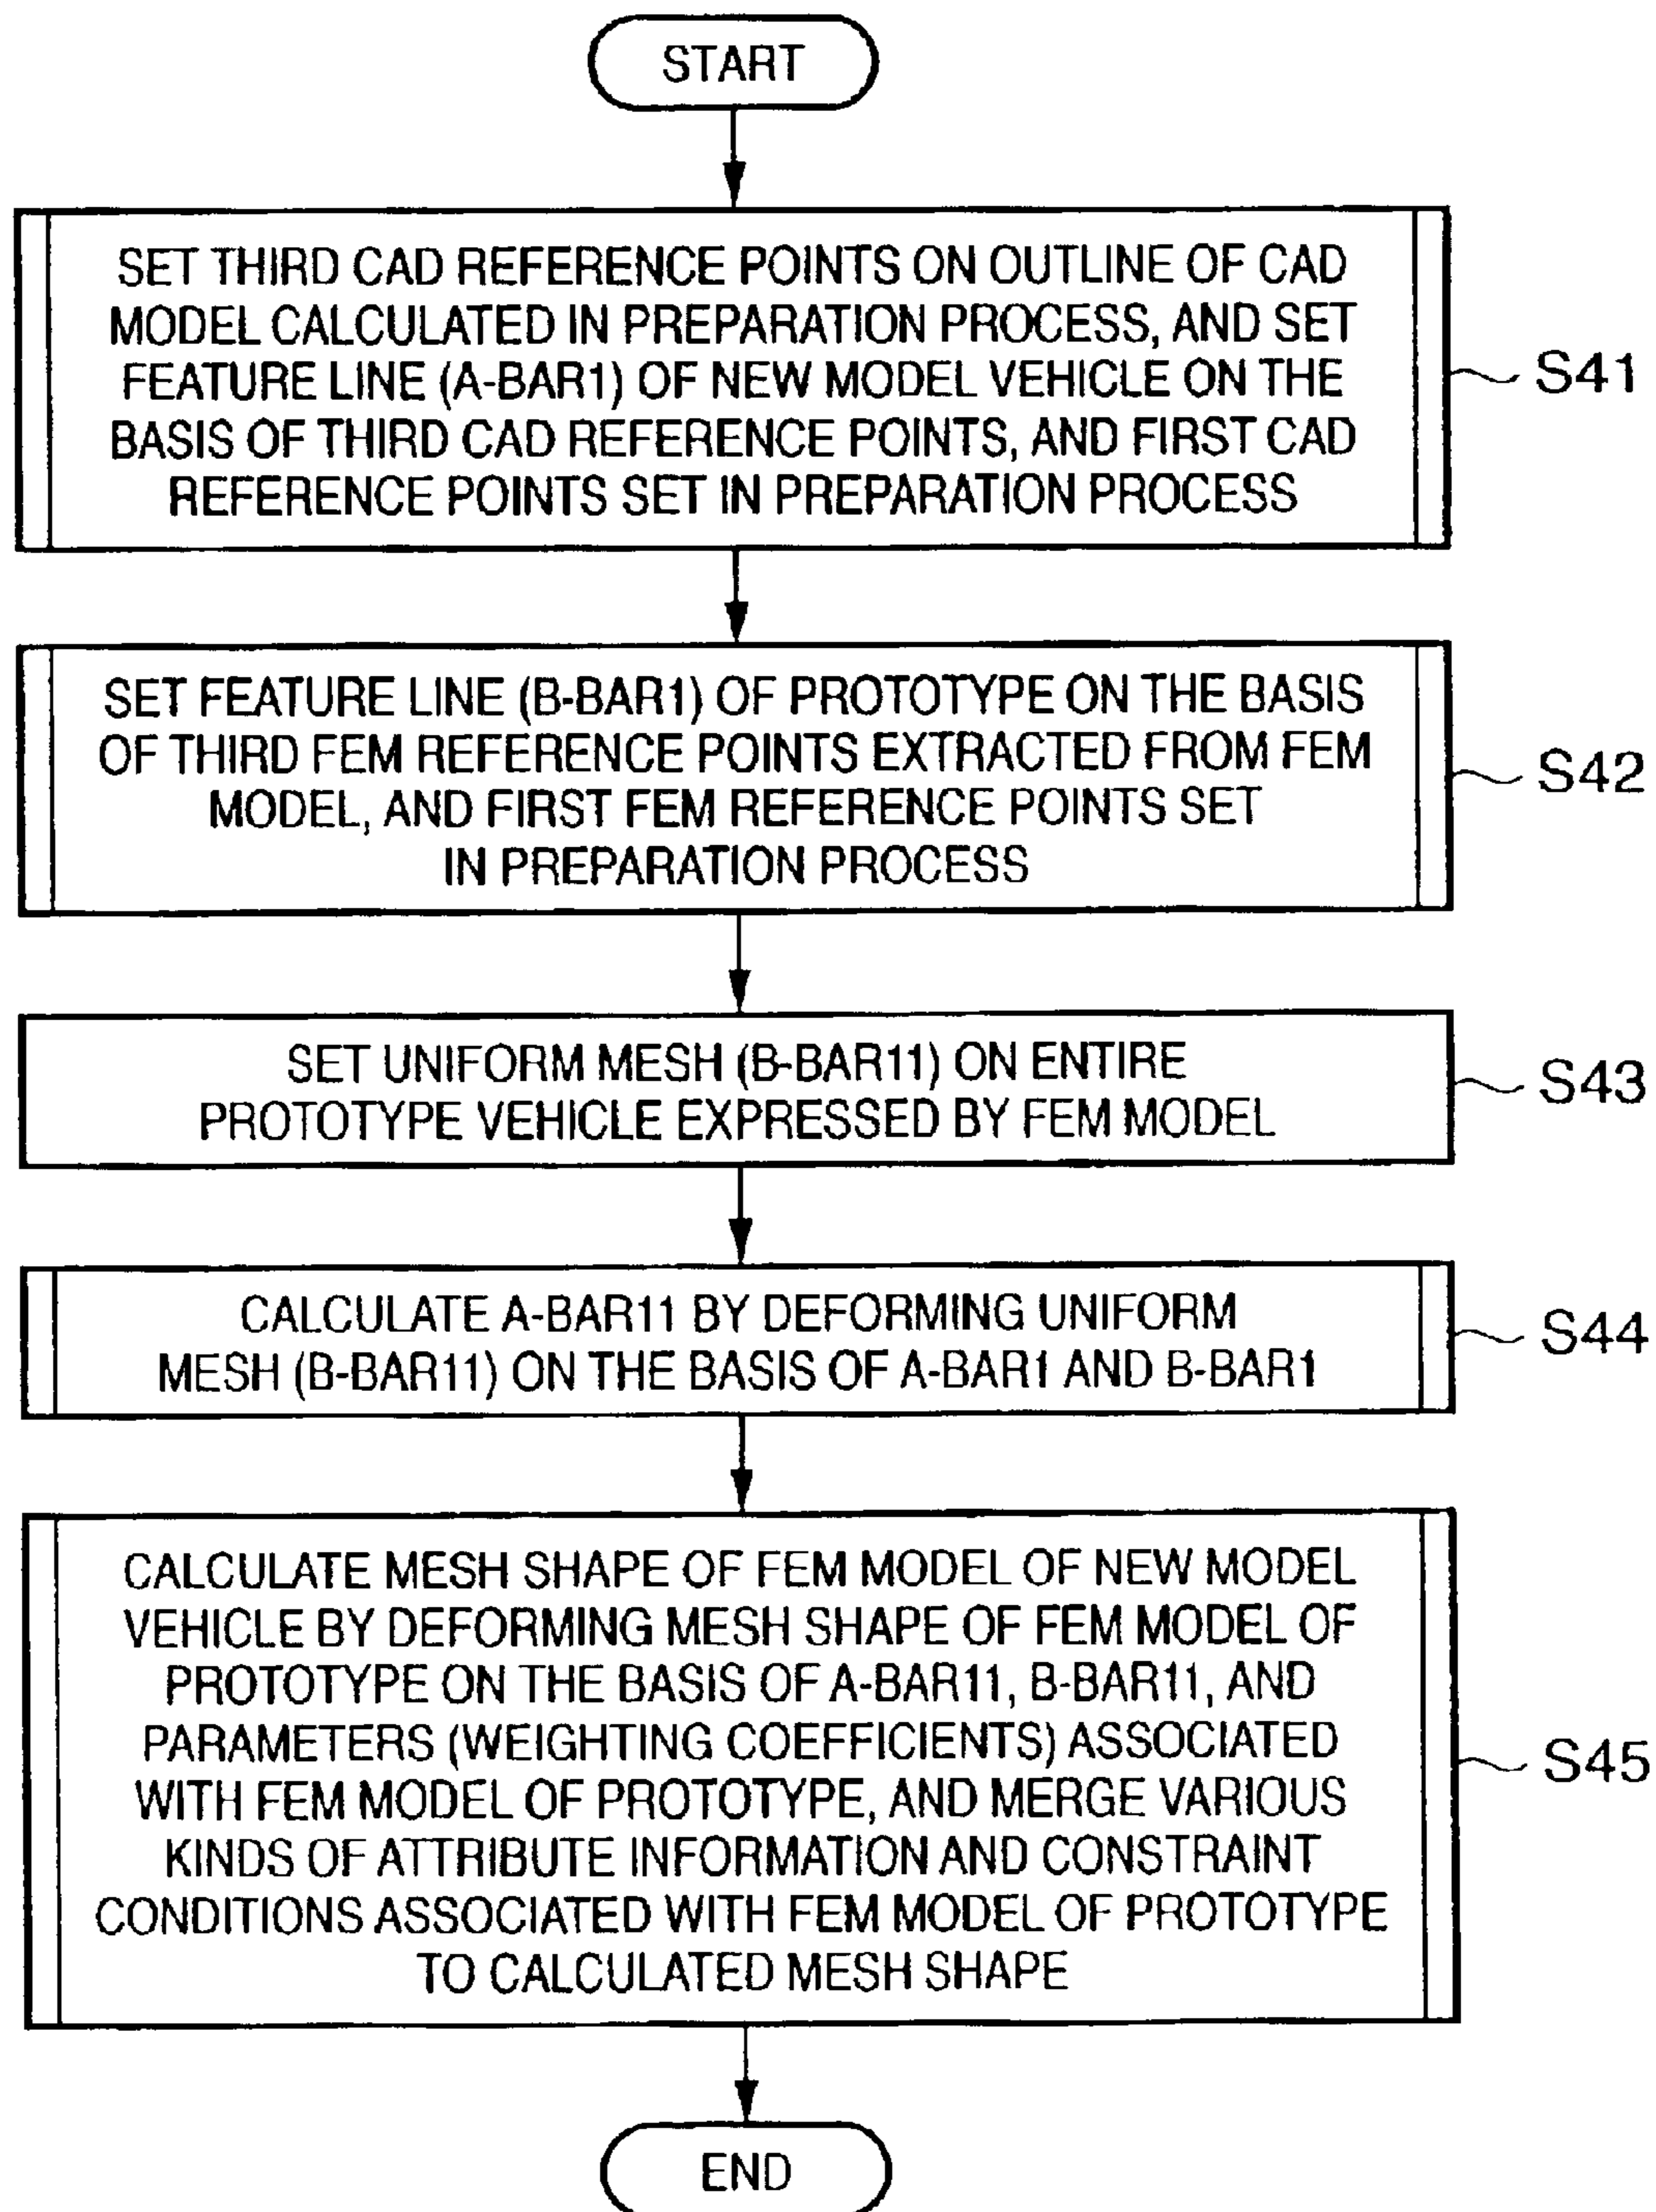 START
SET THIRD CAD REFERENCE POINTS ON OUTLINE OF CAD
MODEL CALCULATED IN PREPARATION PROCESS, AND SET
FEATURE LINE (A-BAR1) OF NEW MODEL VEHICLE ON THE
BASIS OF THIRD CAD REFERENCE POINTS, AND FIRST CAD
REFERENCE POINTS SET IN PREPARATION PROCESS
S41
SET FEATURE LINE (B-BAR1) OF PROTOTYPE ON THE BASIS
OF THIRD FEM REFERENCE POINTS EXTRACTED FROM FEM
MODEL, AND FIRST FEM REFERENCE POINTS SET
IN PREPARATION PROCESS
S42
SET UNIFORM MESH (B-BAR11) ON ENTIRE
PROTOTYPE VEHICLE EXPRESSED BY FEM MODEL
S43
CALCULATE A-BAR11 BY DEFORMING UNIFORM
MESH (B-BAR11) ON THE BASIS OF A-BAR1 AND B-BAR1
S44
CALCULATE MESH SHAPE OF FEM MODEL OF NEW MODEL
VEHICLE BY DEFORMING MESH SHAPE OF FEM MODEL OF
PROTOTYPE ON THE BASIS OF A-BAR11, B-BAR11, AND
PARAMETERS (WEIGHTING COEFFICIENTS) ASSOCIATED
WITH FEM MODEL OF PROTOTYPE, AND MERGE VARIOUS
KINDS OF ATTRIBUTE INFORMATION AND CONSTRAINT
CONDITIONS ASSOCIATED WITH FEM MODEL OF PROTOTYPE
TO CALCULATED MESH SHAPE
S45
END